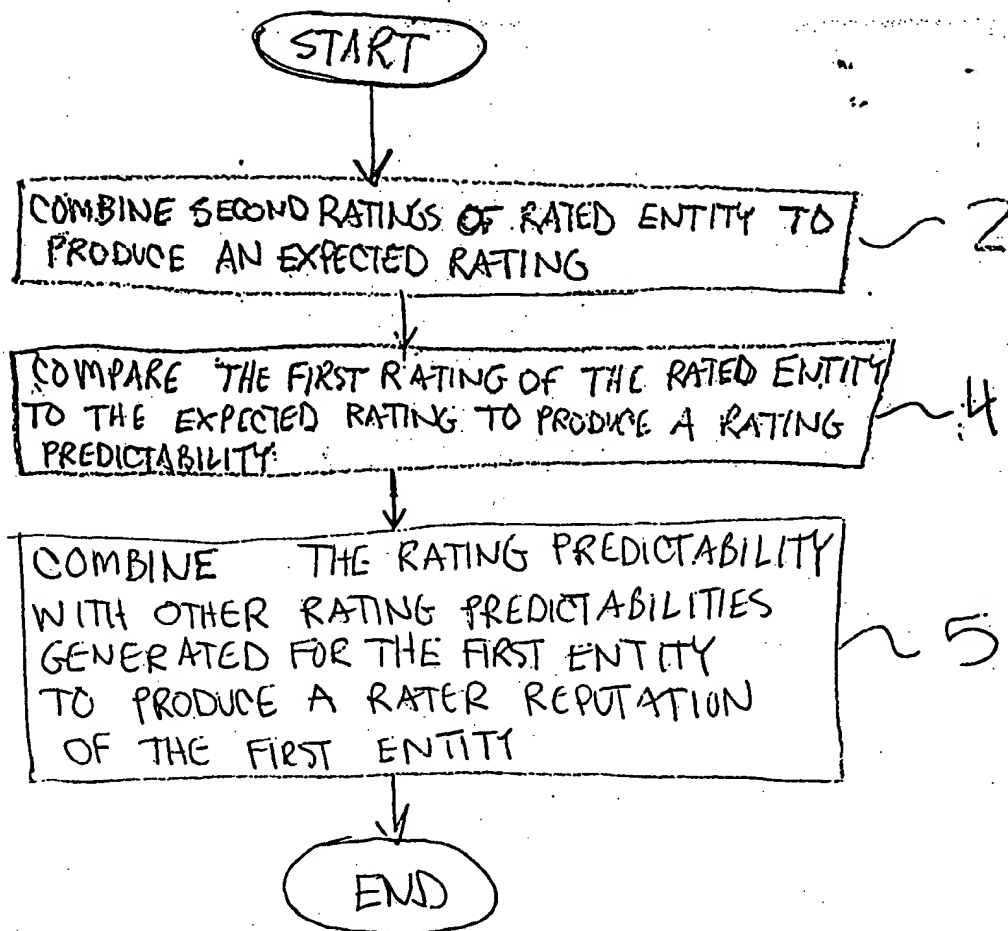 START
COMBINE SECOND RATINGS OF RATED ENTITY TO
PRODUCE AN EXPECTED RATING
2
COMPARE THE FIRST RATING OF THE RATED ENTITY
TO THE EXPECTED RATING TO PRODUCE A RATING
PREDICTABILITY
4
COMBINE THE RATING PREDICTABILITY
WITH OTHER RATING PREDICTABILITIES
GENERATED FOR THE FIRST ENTITY
TO PRODUCE A RATER REPUTATION
OF THE FIRST ENTITY
5
END